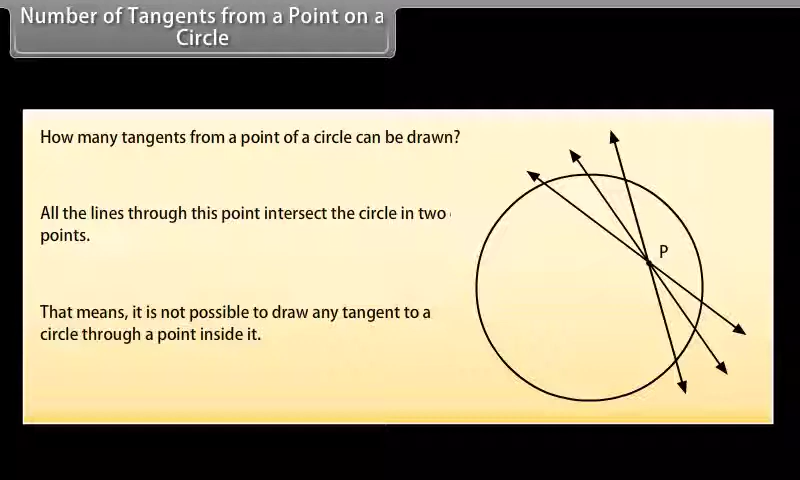 Number of Tangents from a Point on a
Circle
How many tangents from a point of a circle can be drawn?
All the lines through this point intersect the circle in two
points.
P
That means, it is not possible to draw any tangent to a
circle through a point inside it.